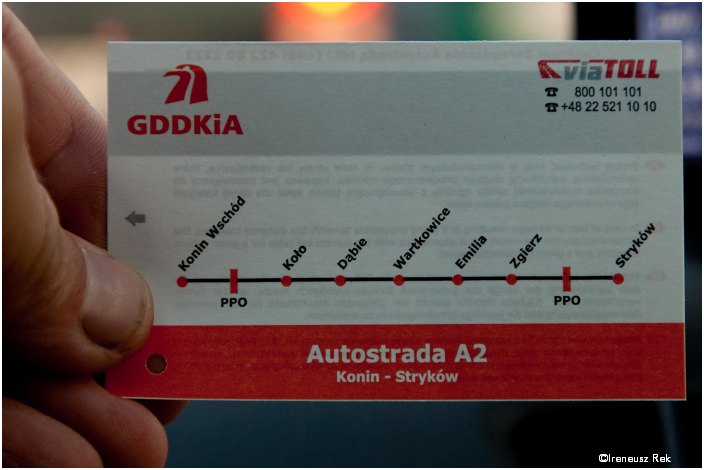 GDDKiA
viaTOLL
☎ 800 101 101
☎ +48 22 521 10 10
Konin Wschód
PPO
Koło
Dąbie
Wartkowice
Emilia
Zgierz
PPO
Stryków
Autostrada A2
Konin - Stryków
©Ireneusz Rek